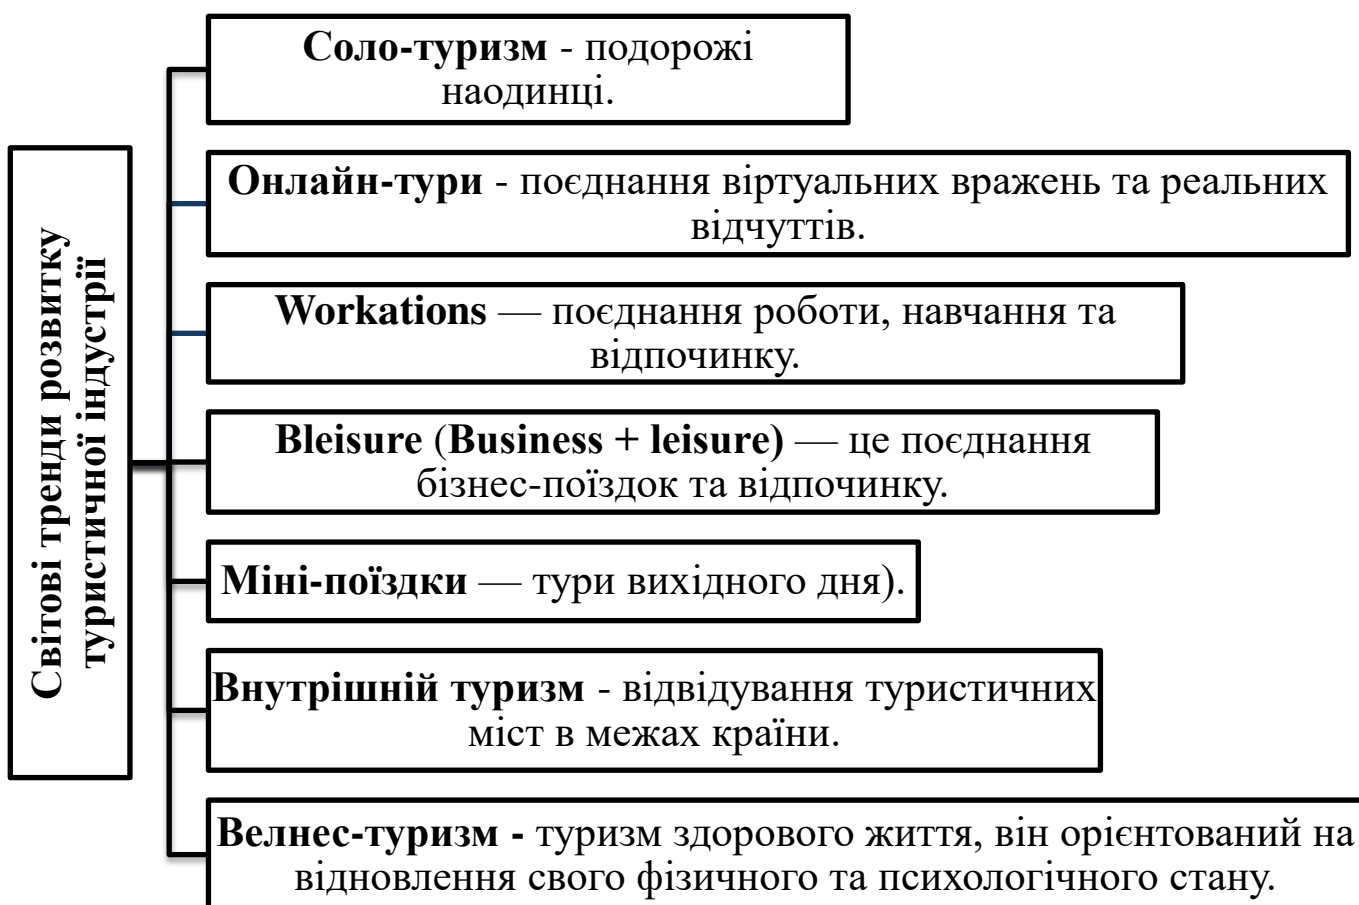 Світові тренди розвитку
туристичної індустрії
Соло-туризм - подорожі
наодинці.
Онлайн-тури - поєднання віртуальних вражень та реальних
відчуттів.
Workations — поєднання роботи, навчання та
відпочинку.
Bleisure (Business + leisure) — це поєднання
бізнес-поїздок та відпочинку.
Міні-поїздки — тури вихідного дня).
Внутрішній туризм - відвідування туристичних
міст в межах країни.
Велнес-туризм - туризм здорового життя, він орієнтований на
відновлення свого фізичного та психологічного стану.